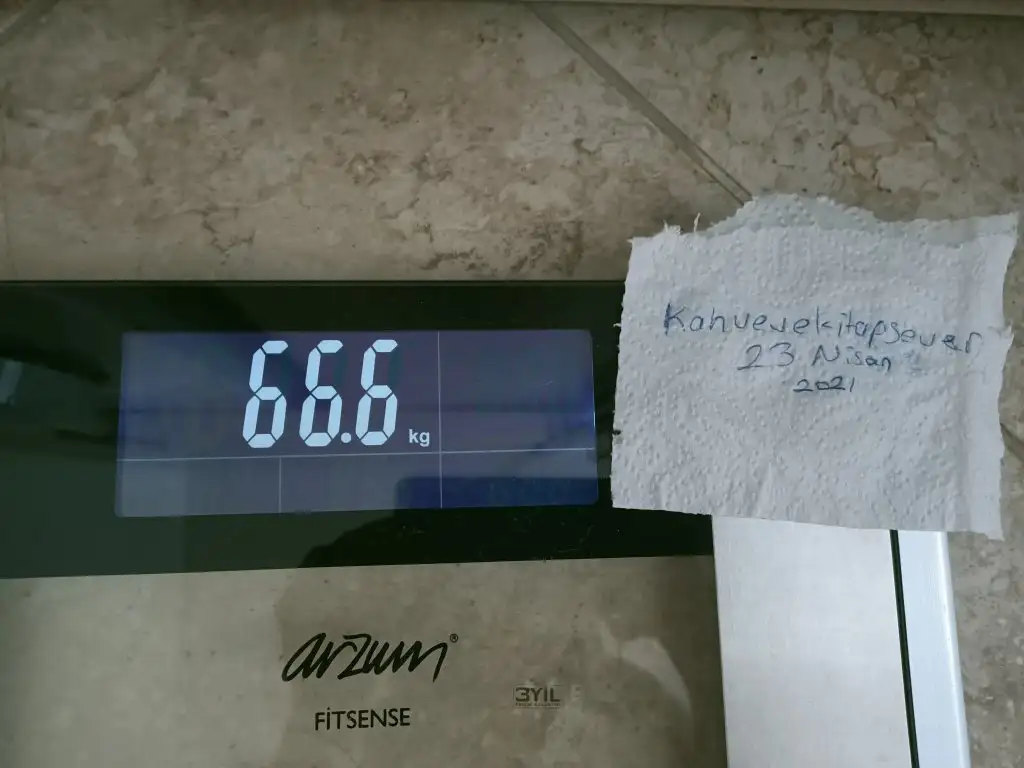 66.6 kg
Kahvevekitapsever
23 Nisan
2021
arzum®
3YIL
FİTSENSE